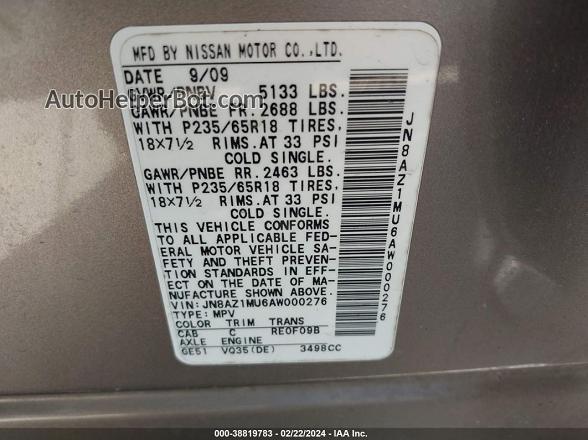 MFD BY NISSAN MOTOR CO.,LTD.
DATE 9/09
GVWR/PNBV 5133 LBS.
GAWR/PNBE FR. 2688 LBS.
WITH P235/65R18 TIRES,
18X7½ RIMS. AT 33 PSI
COLD SINGLE.
GAWR/PNBE RR. 2463 LBS.
WITH P235/65R18 TIRES,
18X7½ RIMS. AT 33 PSI
COLD SINGLE.
THIS VEHICLE CONFORMS
TO ALL APPLICABLE FED-
ERAL MOTOR VEHICLE SA-
FETY AND THEFT PREVEN-
TION STANDARDS IN EFF-
ECT ON THE DATE OF MA-
NUFACTURE SHOWN ABOVE.
VIN: JN8AZ1MU6AW000276
TYPE: MPV
COLOR TRIM TRANS
CAB C RE0F09B
AXLE ENGINE
GE51 VQ35(DE) 3498CC
JN8AZ1MU6AW000276
AutoHelperBot.com
000-38819783 - 02/22/2024 - IAA Inc.